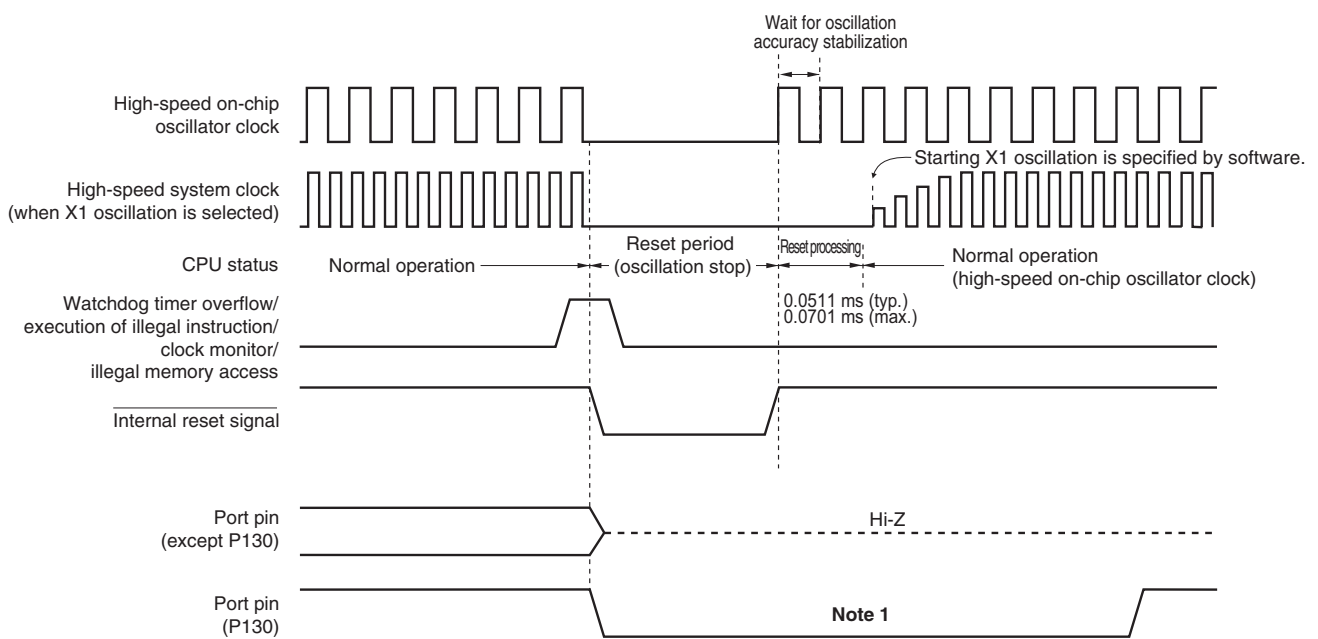 Wait for oscillation
accuracy stabilization
High-speed on-chip
oscillator clock
Starting X1 oscillation is specified by software.
High-speed system clock
(when X1 oscillation is selected)
CPU status
Normal operation
Reset period
(oscillation stop)
Reset processing
Normal operation
(high-speed on-chip oscillator clock)
0.0511 ms (typ.)
0.0701 ms (max.)
Watchdog timer overflow/
execution of illegal instruction/
clock monitor/
illegal memory access
Internal reset signal
Port pin
(except P130)
Hi-Z
Port pin
(P130)
Note 1